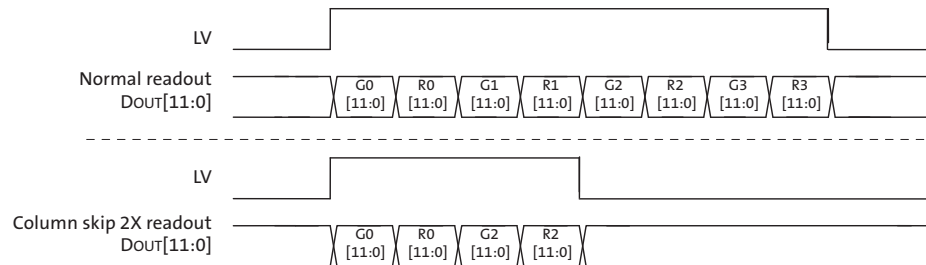 LV
Normal readout
DOUT[11:0]
G0 R0 G1 R1 G2 R2 G3 R3
[11:0] [11:0] [11:0] [11:0] [11:0] [11:0] [11:0] [11:0]
LV
Column skip 2X readout
DOUT[11:0]
G0 R0 G2 R2
[11:0] [11:0] [11:0] [11:0]